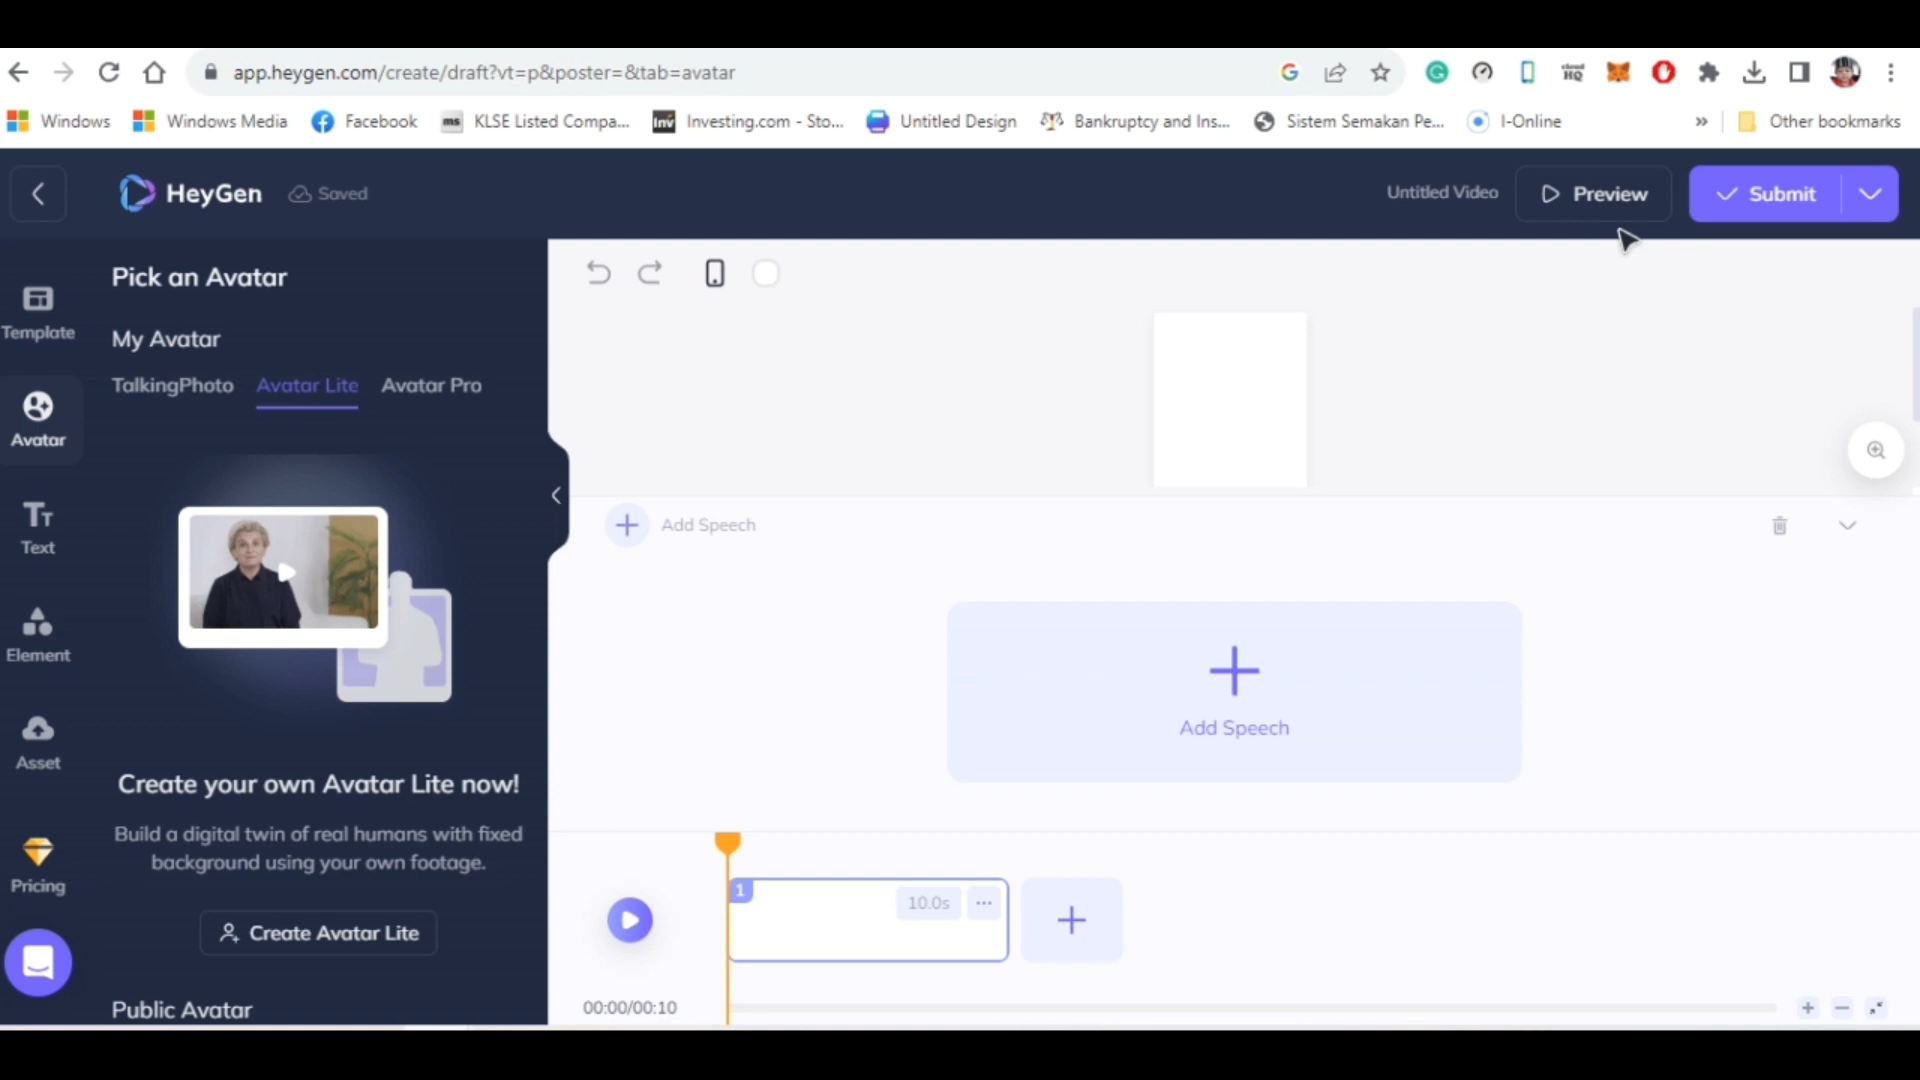 app.heygen.com/create/draft?vt=p&poster=&tab=avatar
cloud HQ
Windows
Windows Media
Facebook
ms
KLSE Listed Compa...
Inv
Investing.com - Sto...
Untitled Design
Bankruptcy and Ins...
Sistem Semakan Pe...
I-Online
»
Other bookmarks
HeyGen
Saved
Untitled Video
Preview
Submit
Pick an Avatar
My Avatar
TalkingPhoto
Avatar Lite
Avatar Pro
Template
Avatar
Text
Element
Asset
Pricing
Create your own Avatar Lite now!
Build a digital twin of real humans with fixed
background using your own footage.
Create Avatar Lite
Public Avatar
Add Speech
Add Speech
1
10.0s
...
00:00/00:10